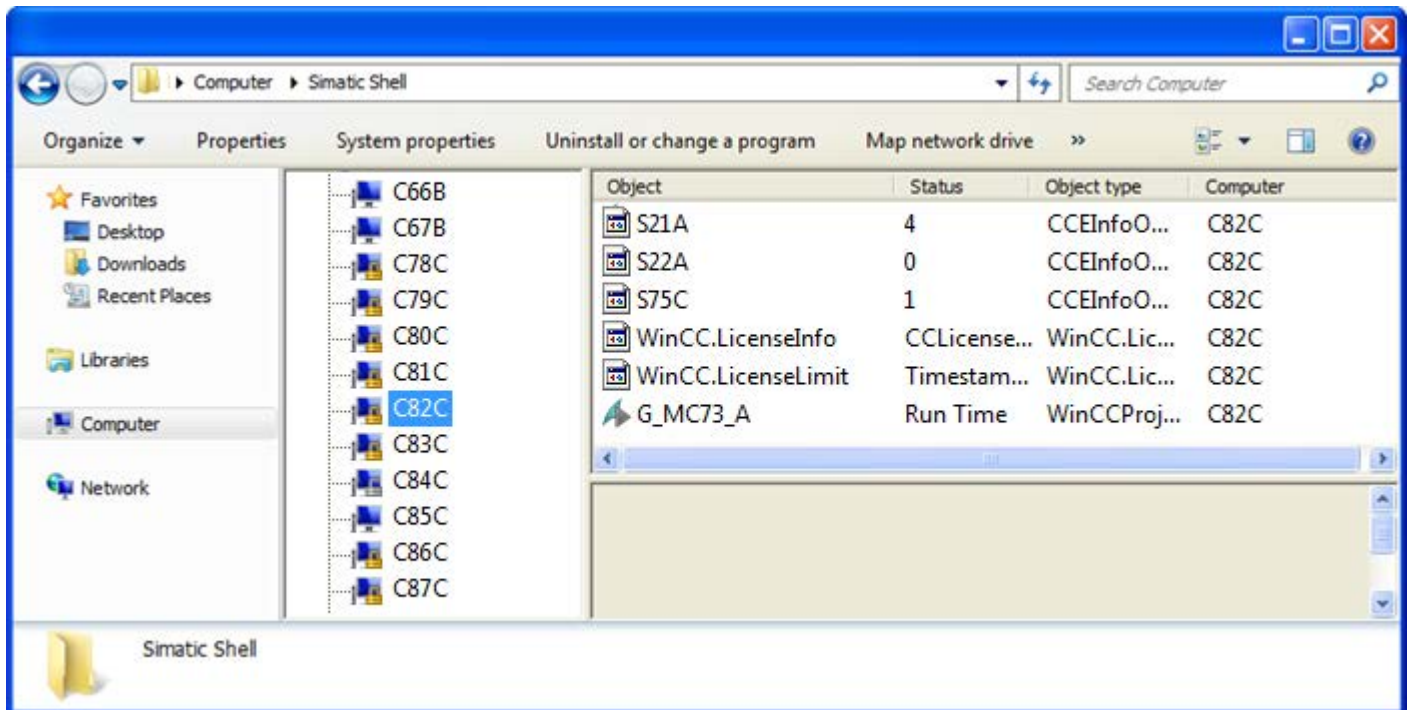 Computer Simatic Shell Search Computer
Organize Properties System properties Uninstall or change a program Map network drive »
Favorites
Desktop
Downloads
Recent Places
Libraries
Computer
Network
C66B
C67B
C78C
C79C
C80C
C81C
C82C
C83C
C84C
C85C
C86C
C87C
Object Status Object type Computer
S21A 4 CCEInfoO... C82C
S22A 0 CCEInfoO... C82C
S75C 1 CCEInfoO... C82C
WinCC.LicenseInfo CCLicense... WinCC.Lic... C82C
WinCC.LicenseLimit Timestam... WinCC.Lic... C82C
G_MC73_A Run Time WinCCProj... C82C
Simatic Shell